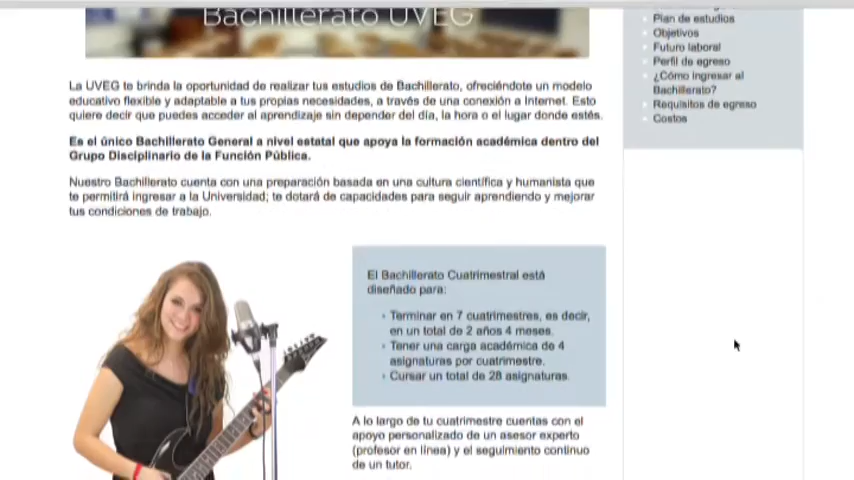 Bachillerato UVEG
La UVEG te brinda la oportunidad de realizar tus estudios de Bachillerato, ofreciéndote un modelo
educativo flexible y adaptable a tus propias necesidades, a través de una conexión a Internet. Esto
quiere decir que puedes acceder al aprendizaje sin depender del día, la hora o el lugar donde estés.
Es el único Bachillerato General a nivel estatal que apoya la formación académica dentro del
Grupo Disciplinario de la Función Pública.
Nuestro Bachillerato cuenta con una preparación basada en una cultura científica y humanista que
te permitirá ingresar a la Universidad; te dotará de capacidades para seguir aprendiendo y mejorar
tus condiciones de trabajo.
El Bachillerato Cuatrimestral está
diseñado para:
Terminar en 7 cuatrimestres, es decir,
en un total de 2 años 4 meses.
Tener una carga académica de 4
asignaturas por cuatrimestre.
Cursar un total de 28 asignaturas.
A lo largo de tu cuatrimestre cuentas con el
apoyo personalizado de un asesor experto
(profesor en línea) y el seguimiento continuo
de un tutor.
Plan de estudios
Objetivos
Futuro laboral
Perfil de egreso
¿Cómo ingresar al
Bachillerato?
Requisitos de egreso
Costos